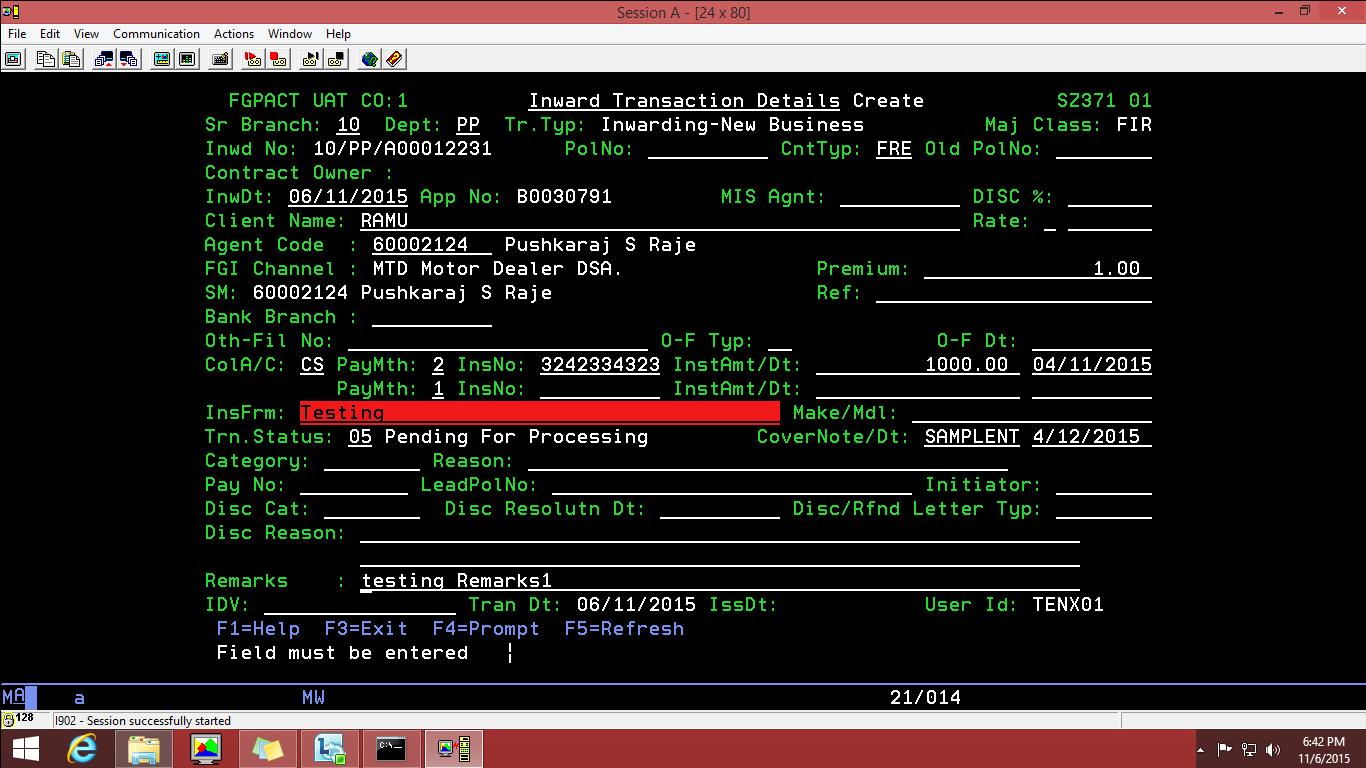 Session A - [24 x 80]
File Edit View Communication Actions Window Help
FGPACT UAT CO:1 Inward Transaction Details Create SZ371 01
Sr Branch: 10 Dept: PP Tr.Typ: Inwarding-New Business Maj Class: FIR
Inwd No: 10/PP/A00012231 PolNo: CntTyp: FRE Old PolNo:
Contract Owner :
InwDt: 06/11/2015 App No: B0030791 MIS Agnt: DISC %:
Client Name: RAMU Rate:
Agent Code : 60002124 Pushkaraj S Raje
FGI Channel : MTD Motor Dealer DSA. Premium: 1.00
SM: 60002124 Pushkaraj S Raje Ref:
Bank Branch :
Oth-Fil No: O-F Typ: O-F Dt:
ColA/C: CS PayMth: 2 InsNo: 3242334323 InstAmt/Dt: 1000.00 04/11/2015
PayMth: 1 InsNo: InstAmt/Dt:
InsFrm: Testing Make/Mdl:
Trn.Status: 05 Pending For Processing CoverNote/Dt: SAMPLENT 4/12/2015
Category: Reason:
Pay No: LeadPolNo: Initiator:
Disc Cat: Disc Resolutn Dt: Disc/Rfnd Letter Typ:
Disc Reason:
Remarks : testing Remarks1
IDV: Tran Dt: 06/11/2015 IssDt: User Id: TENX01
F1=Help F3=Exit F4=Prompt F5=Refresh
Field must be entered
MA a MW 21/014
128 I902 - Session successfully started
C:\
6:42 PM
11/6/2015